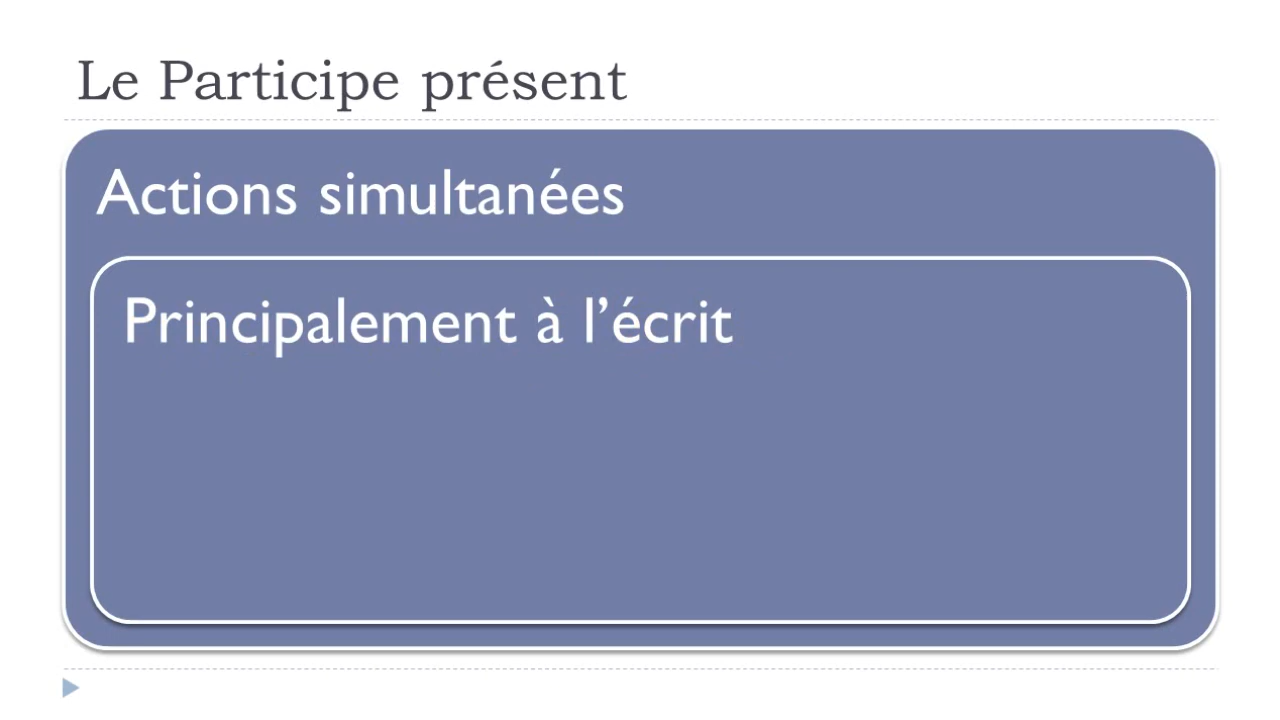 Le Participe présent
Actions simultanées
Principalement à l’écrit